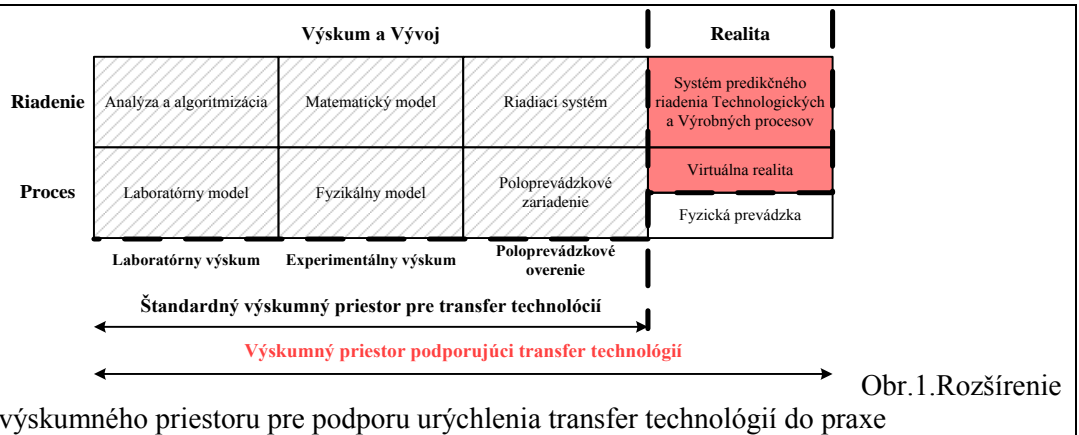 Výskum a Vývoj
Realita
Riadenie
Analýza a algoritmizácia
Matematický model
Riadiaci systém
Systém predikčného
riadenia Technologických
a Výrobných procesov
Proces
Laboratórny model
Fyzikálny model
Poloprevádzkové
zariadenie
Virtuálna realita
Fyzická prevádzka
Laboratórny výskum
Experimentálny výskum
Poloprevádzkové
overenie
Štandardný výskumný priestor pre transfer technológií
Výskumný priestor podporujúci transfer technológií
Obr.1.Rozšírenie
výskumného priestoru pre podporu urýchlenia transfer technológií do praxe